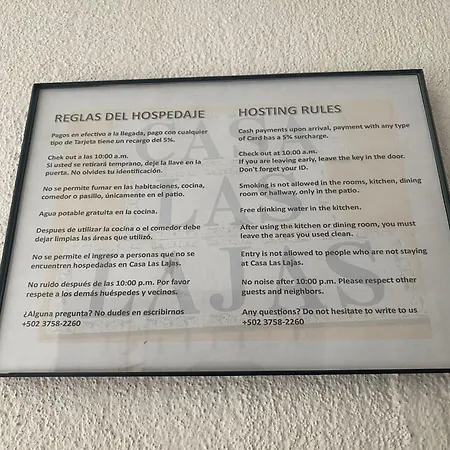 REGLAS DEL HOSPEDAJE
Pagos en efectivo a la llegada, pago con cualquier
tipo de Tarjeta tiene un recargo del 5%.
Chek out a las 10:00 a.m.
Si usted se retirará temprano, deje la llave en la
puerta. No olvides tu identificación.
No se permite fumar en las habitaciones, cocina,
comedor o pasillo, únicamente en el patio.
Agua potable gratuita en la cocina.
Despues de utilizar la cocina o el comedor debe
dejar limpias las áreas que utilizó.
No se permite el ingreso a personas que no se
encuentren hospedadas en Casa Las Lajas.
No ruido después de las 10:00 p.m. Por favor
respete a los demás huéspedes y vecinos.
¿Alguna pregunta? No dudes en escribirnos
+502 3758-2260
HOSTING RULES
Cash payments upon arrival, payment with any type
of Card has a 5% surcharge.
Check out at 10:00 a.m.
If you are leaving early, leave the key in the door.
Don't forget your ID.
Smoking is not allowed in the rooms, kitchen, dining
room or hallway, only in the patio.
Free drinking water in the kitchen.
After using the kitchen or dining room, you must
leave the areas you used clean.
Entry is not allowed to people who are not staying
at Casa Las Lajas.
No noise after 10:00 p.m. Please respect other
guests and neighbors.
Any questions? Do not hesitate to write to us
+502 3758-2260
LAS
LAJAS